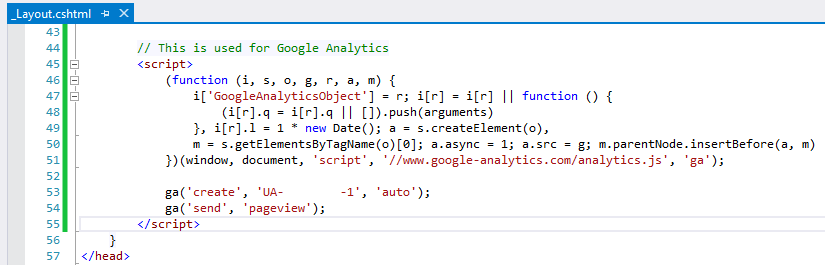 _Layout.cshtml
43
44 // This is used for Google Analytics
45 <script>
46 (function (i, s, o, g, r, a, m) {
47 i['GoogleAnalyticsObject'] = r; i[r] = i[r] || function () {
48 (i[r].q = i[r].q || []).push(arguments)
49 }, i[r].l = 1 * new Date(); a = s.createElement(o),
50 m = s.getElementsByTagName(o)[0]; a.async = 1; a.src = g; m.parentNode.insertBefore(a, m)
51 })(window, document, 'script', '//www.google-analytics.com/analytics.js', 'ga');
52
53 ga('create', 'UA- -1', 'auto');
54 ga('send', 'pageview');
55 </script>
56 }
57 </head>